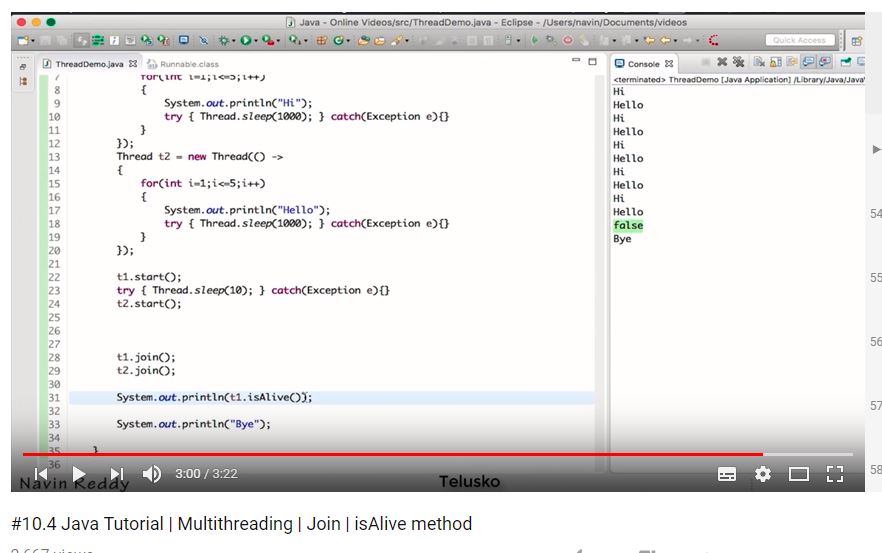 Java - Online Videos/src/ThreadDemo.java - Eclipse - /Users/navin/Documents/videos
Quick Access
ThreadDemo.java
Runnable.class
7 for(int i=1;i<=5;i++)
8 {
9 System.out.println("Hi");
10 try { Thread.sleep(1000); } catch(Exception e){}
11 }
12 });
13 Thread t2 = new Thread(() ->
14 {
15 for(int i=1;i<=5;i++)
16 {
17 System.out.println("Hello");
18 try { Thread.sleep(1000); } catch(Exception e){}
19 }
20 });
21
22 t1.start();
23 try { Thread.sleep(10); } catch(Exception e){}
24 t2.start();
25
26
27
28 t1.join();
29 t2.join();
30
31 System.out.println(t1.isAlive());
32
33 System.out.println("Bye");
34
35 }
36
Console
<terminated> ThreadDemo [Java Application] /Library/Java/Java
Hi
Hello
Hi
Hello
Hi
Hello
Hi
Hello
Hi
Hello
false
Bye
54
55
56
57
58
3:00 / 3:22
Navin Reddy
Telusko
#10.4 Java Tutorial | Multithreading | Join | isAlive method